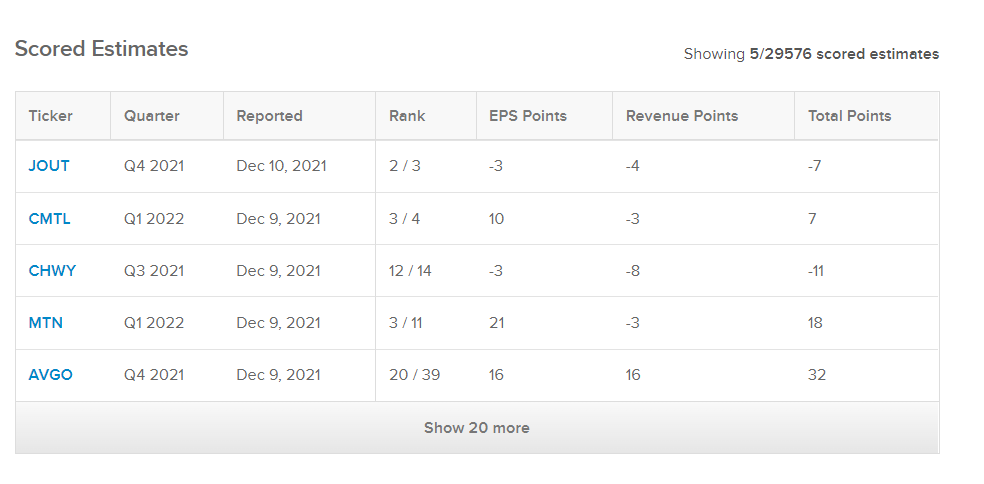 Scored Estimates
Showing 5/29576 scored estimates
Ticker Quarter Reported Rank EPS Points Revenue Points Total Points
JOUT Q4 2021 Dec 10, 2021 2 / 3 -3 -4 -7
CMTL Q1 2022 Dec 9, 2021 3 / 4 10 -3 7
CHWY Q3 2021 Dec 9, 2021 12 / 14 -3 -8 -11
MTN Q1 2022 Dec 9, 2021 3 / 11 21 -3 18
AVGO Q4 2021 Dec 9, 2021 20 / 39 16 16 32
Show 20 more